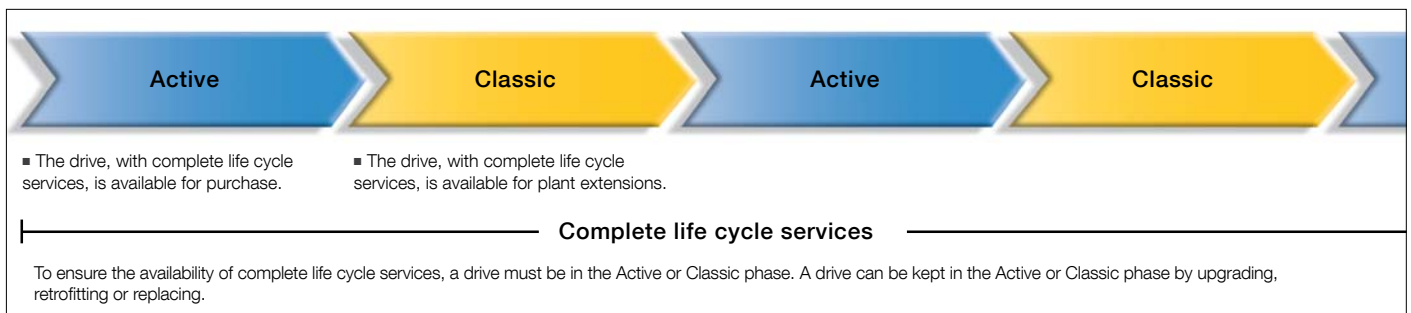 Active
Classic
Active
Classic
■ The drive, with complete life cycle
services, is available for purchase.
■ The drive, with complete life cycle
services, is available for plant extensions.
Complete life cycle services
To ensure the availability of complete life cycle services, a drive must be in the Active or Classic phase. A drive can be kept in the Active or Classic phase by upgrading,
retrofitting or replacing.